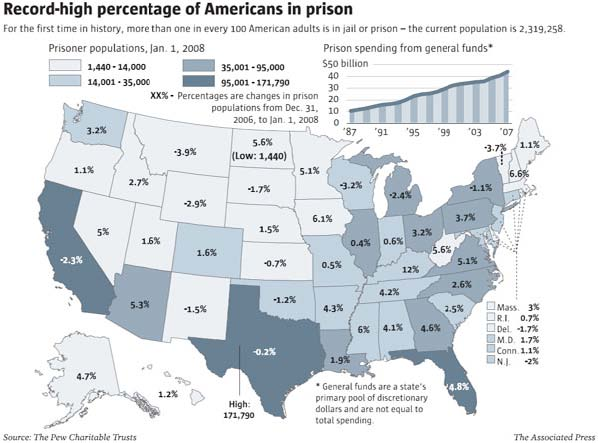 Record-high percentage of Americans in prison
For the first time in history, more than one in every 100 American adults is in jail or prison – the current population is 2,319,258.
Prisoner populations, Jan. 1, 2008
1,440 - 14,000
35,001 - 95,000
14,001 - 35,000
95,001 - 171,790
XX% - Percentages are changes in prison
populations from Dec. 31,
2006, to Jan. 1, 2008
Prison spending from general funds*
$50 billion
40
30
20
10
0
'87
'91
'95
'99
'03
'07
3.2%
1.1%
-2.3%
5%
2.7%
-3.9%
-2.9%
1.6%
1.6%
5.3%
-1.5%
5.6%
(Low: 1,440)
-1.7%
1.5%
-0.7%
-1.2%
-0.2%
High:
171,790
5.1%
6.1%
0.5%
4.3%
1.9%
-3.2%
0.4%
-2.4%
0.6%
3.2%
12%
4.2%
6%
4.1%
4.6%
4.8%
2.5%
2.6%
5.1%
5.6%
3.7%
-1.1%
-3.7%
6.6%
1.1%
4.7%
1.2%
Mass. 3%
R.I. 0.7%
Del. -1.7%
M.D. 1.7%
Conn. 1.1%
N.J. -2%
* General funds are a state's
primary pool of discretionary
dollars and are not equal to
total spending.
Source: The Pew Charitable Trusts
The Associated Press